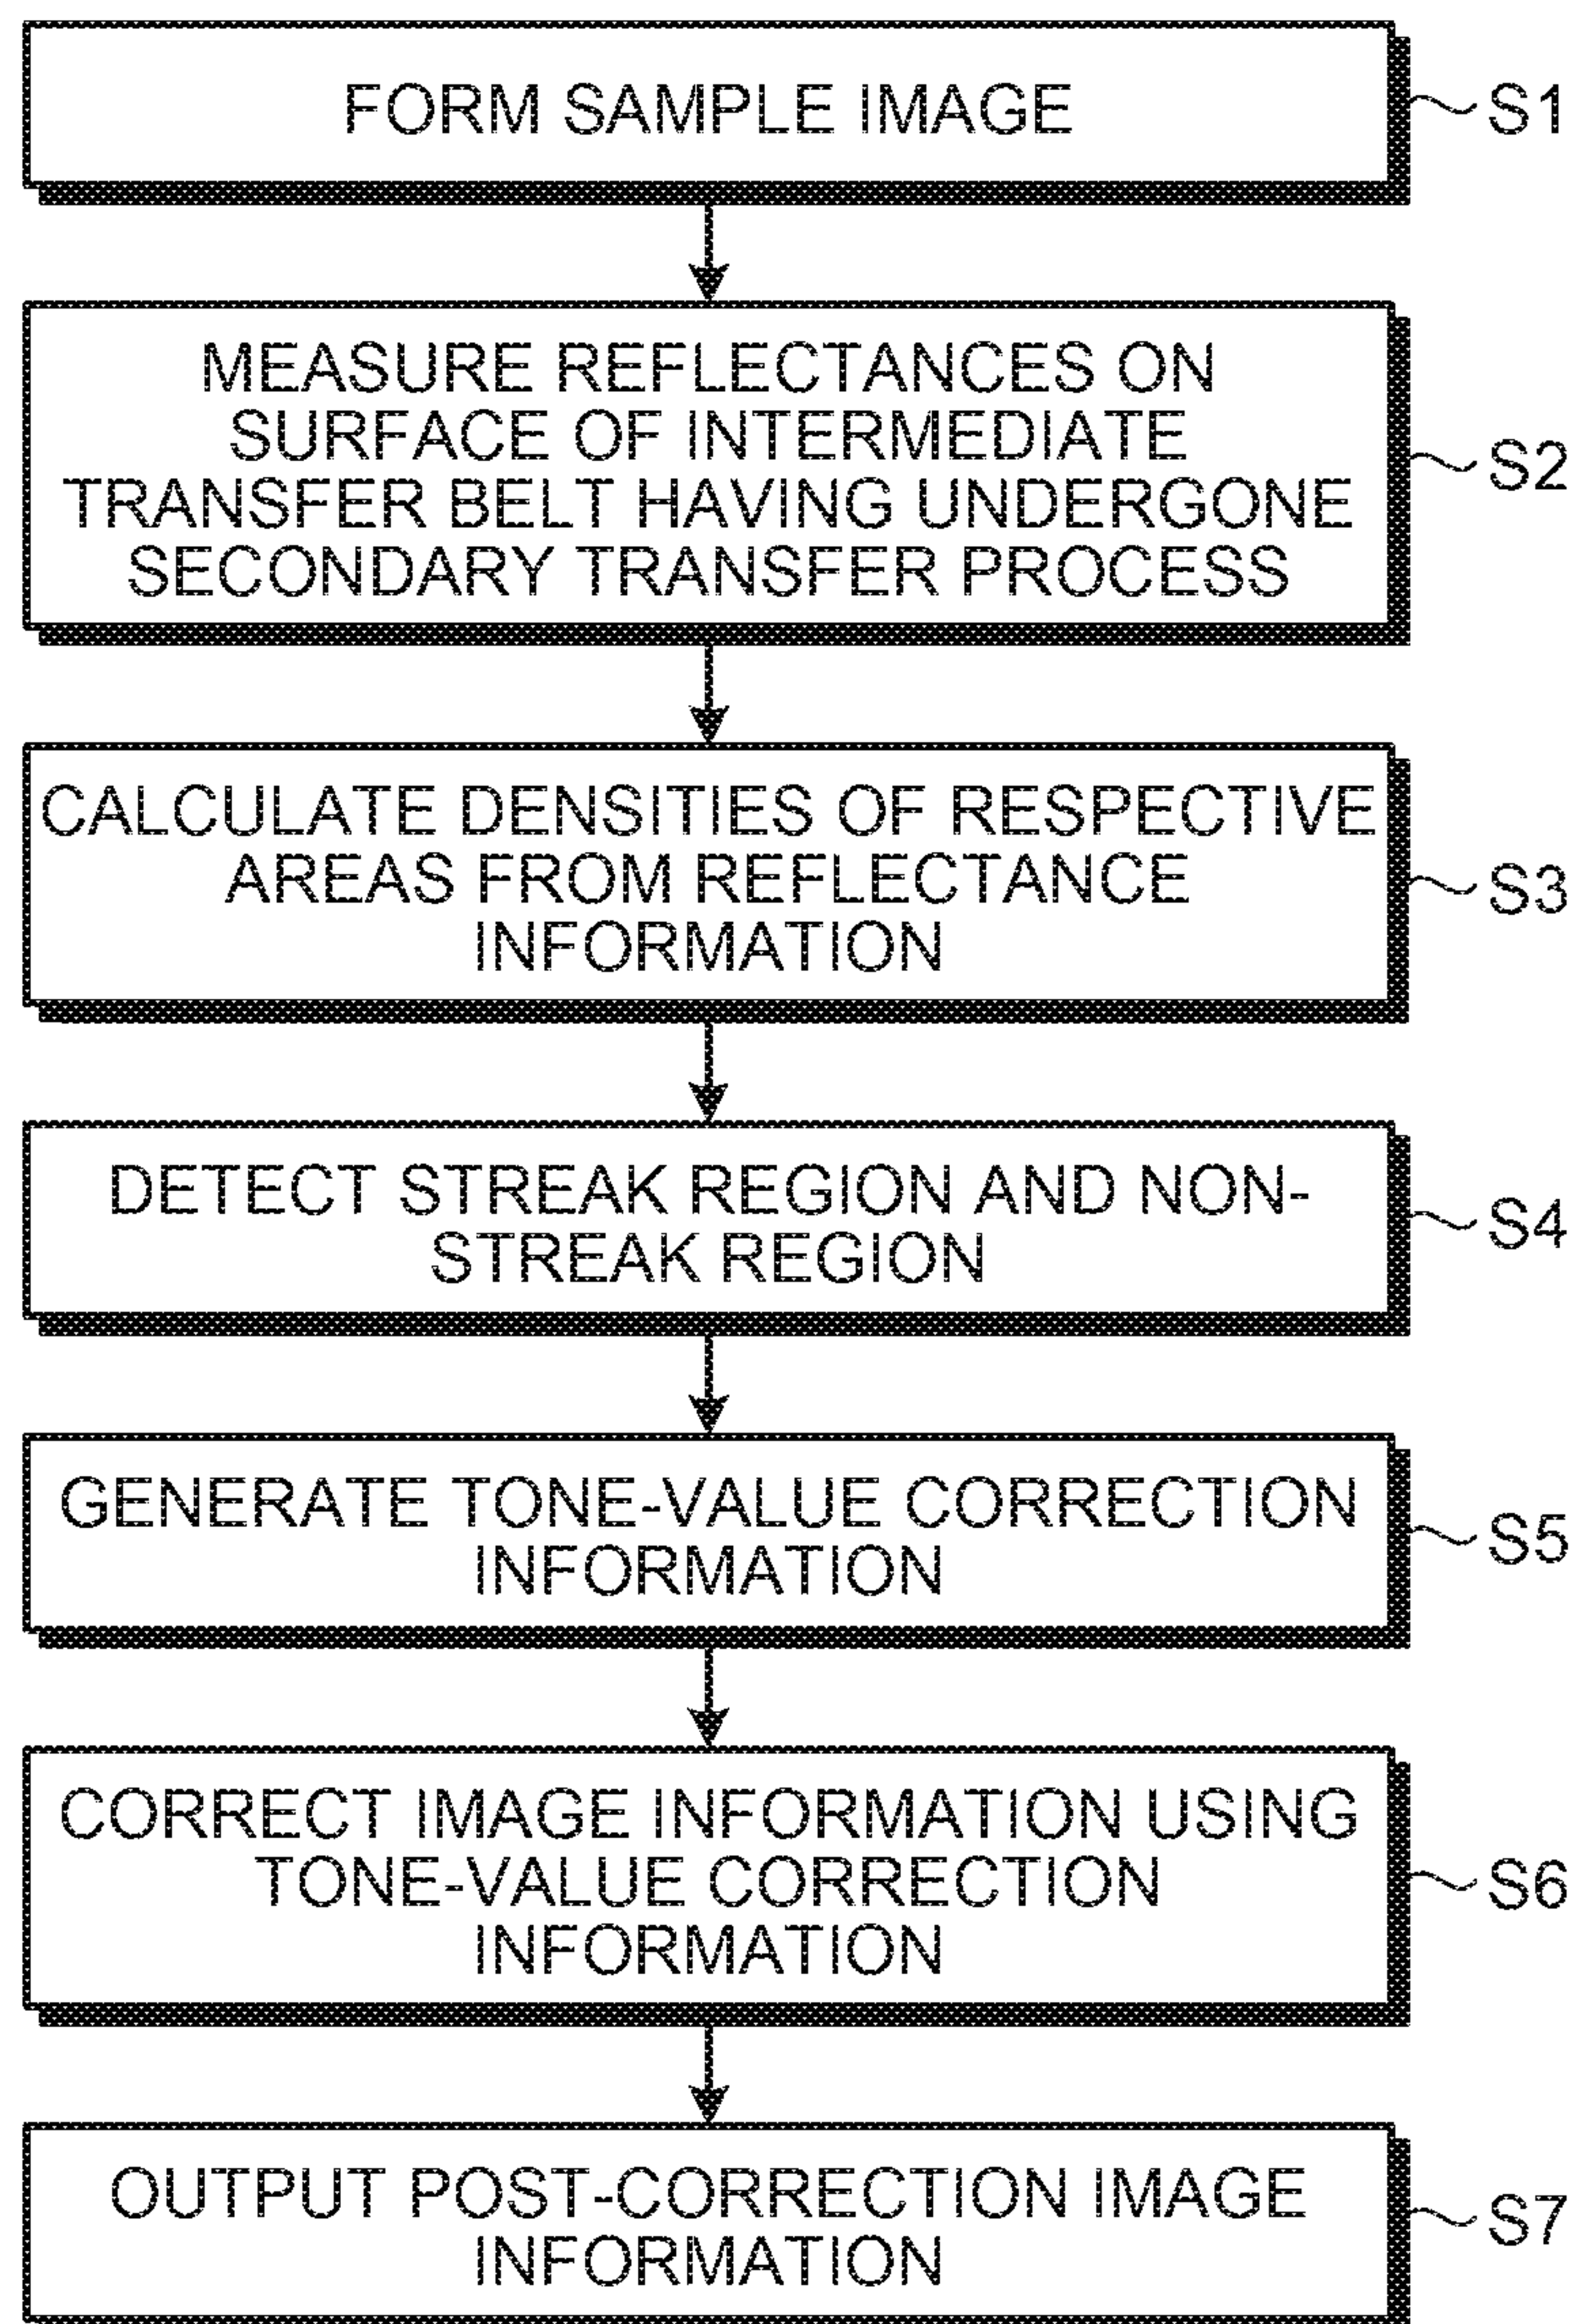 FORM SAMPLE IMAGE
S1
MEASURE REFLECTANCES ON
SURFACE OF INTERMEDIATE
TRANSFER BELT HAVING UNDERGONE
SECONDARY TRANSFER PROCESS
S2
CALCULATE DENSITIES OF RESPECTIVE
AREAS FROM REFLECTANCE
INFORMATION
S3
DETECT STREAK REGION AND NON-
STREAK REGION
S4
GENERATE TONE-VALUE CORRECTION
INFORMATION
S5
CORRECT IMAGE INFORMATION USING
TONE-VALUE CORRECTION
INFORMATION
S6
OUTPUT POST-CORRECTION IMAGE
INFORMATION
S7